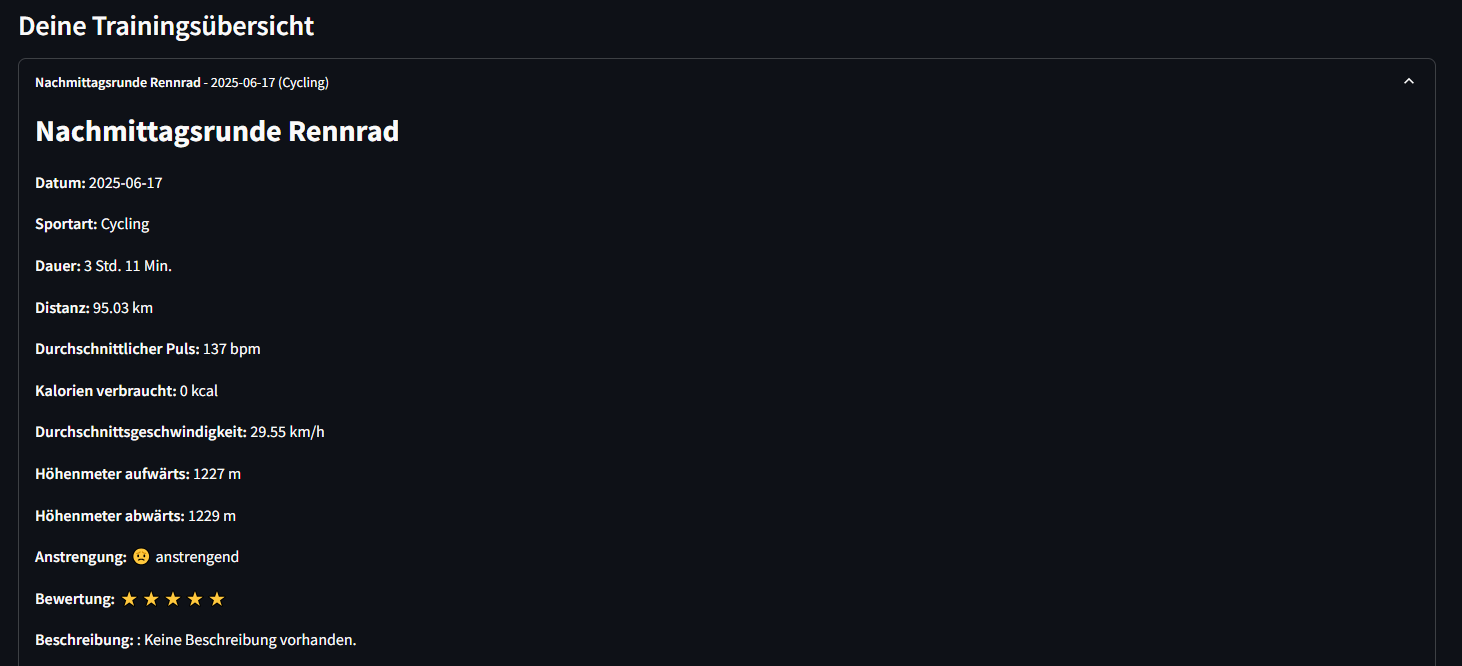 Deine Trainingsübersicht
Nachmittagsrunde Rennrad - 2025-06-17 (Cycling)
Nachmittagsrunde Rennrad
Datum: 2025-06-17
Sportart: Cycling
Dauer: 3 Std. 11 Min.
Distanz: 95.03 km
Durchschnittlicher Puls: 137 bpm
Kalorien verbraucht: 0 kcal
Durchschnittsgeschwindigkeit: 29.55 km/h
Höhenmeter aufwärts: 1227 m
Höhenmeter abwärts: 1229 m
Anstrengung: anstrengend
Bewertung:
Beschreibung: : Keine Beschreibung vorhanden.